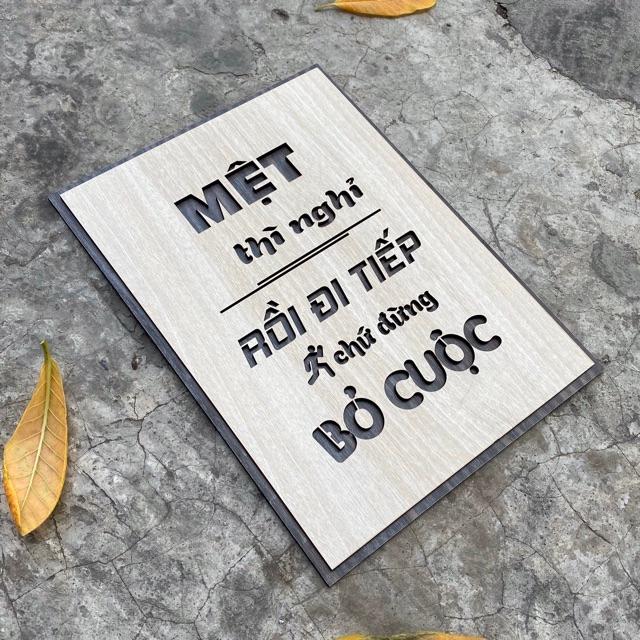 MỆT
thì nghỉ
RỒI ĐI TIẾP
chứ đừng
BỎ CUỘC